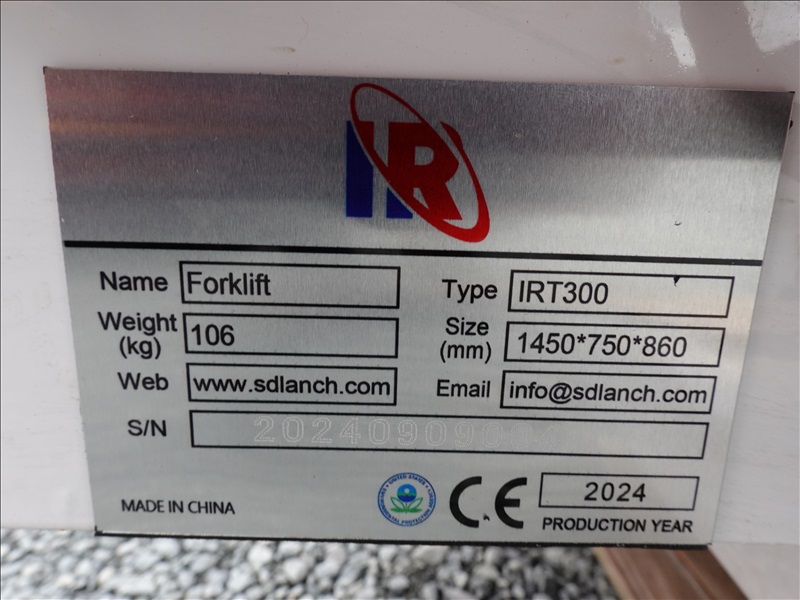 IR
Name Forklift Type IRT300
Weight (kg) 106 Size (mm) 1450*750*860
Web www.sdlanch.com Email info@sdlanch.com
S/N 202409090
MADE IN CHINA CE 2024
PRODUCTION YEAR